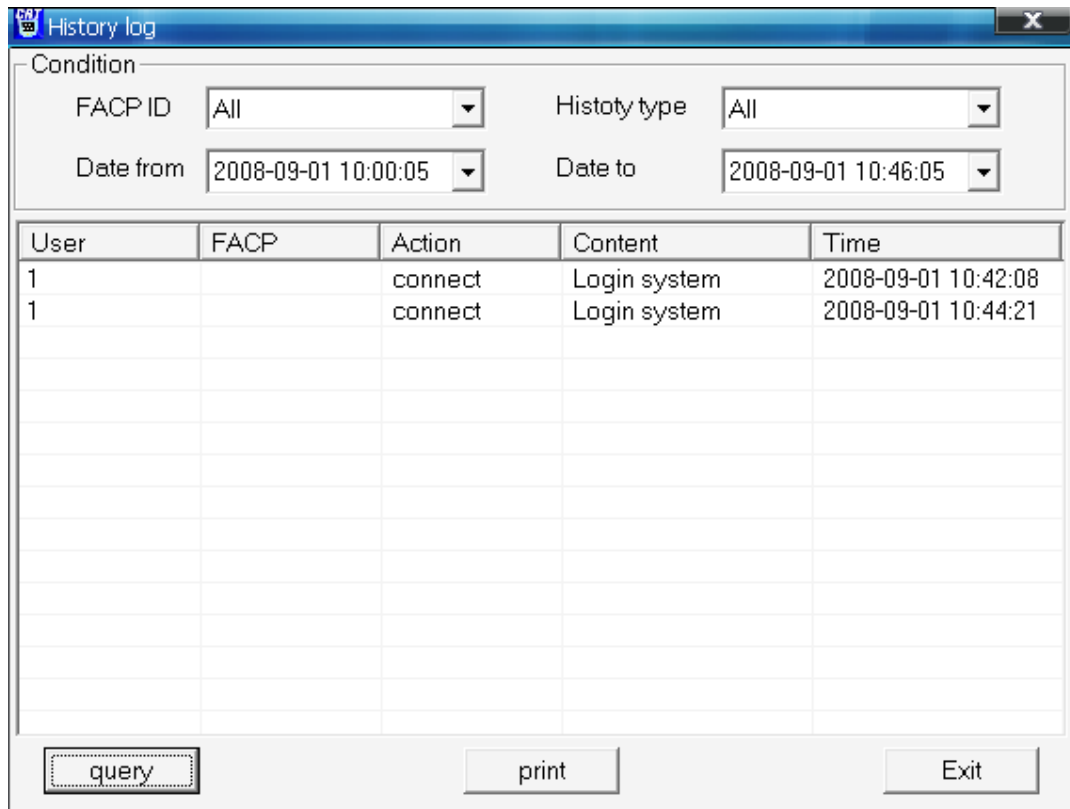 CRT History log X
Condition
FACP ID All Histoty type All
Date from 2008-09-01 10:00:05 Date to 2008-09-01 10:46:05
User FACP Action Content Time
1 connect Login system 2008-09-01 10:42:08
1 connect Login system 2008-09-01 10:44:21
query print Exit